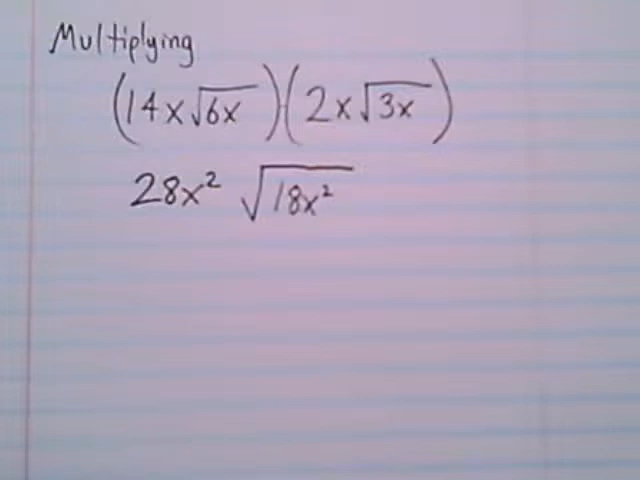 Multiplying
(14x√6x)(2x√3x)
28x² √18x²